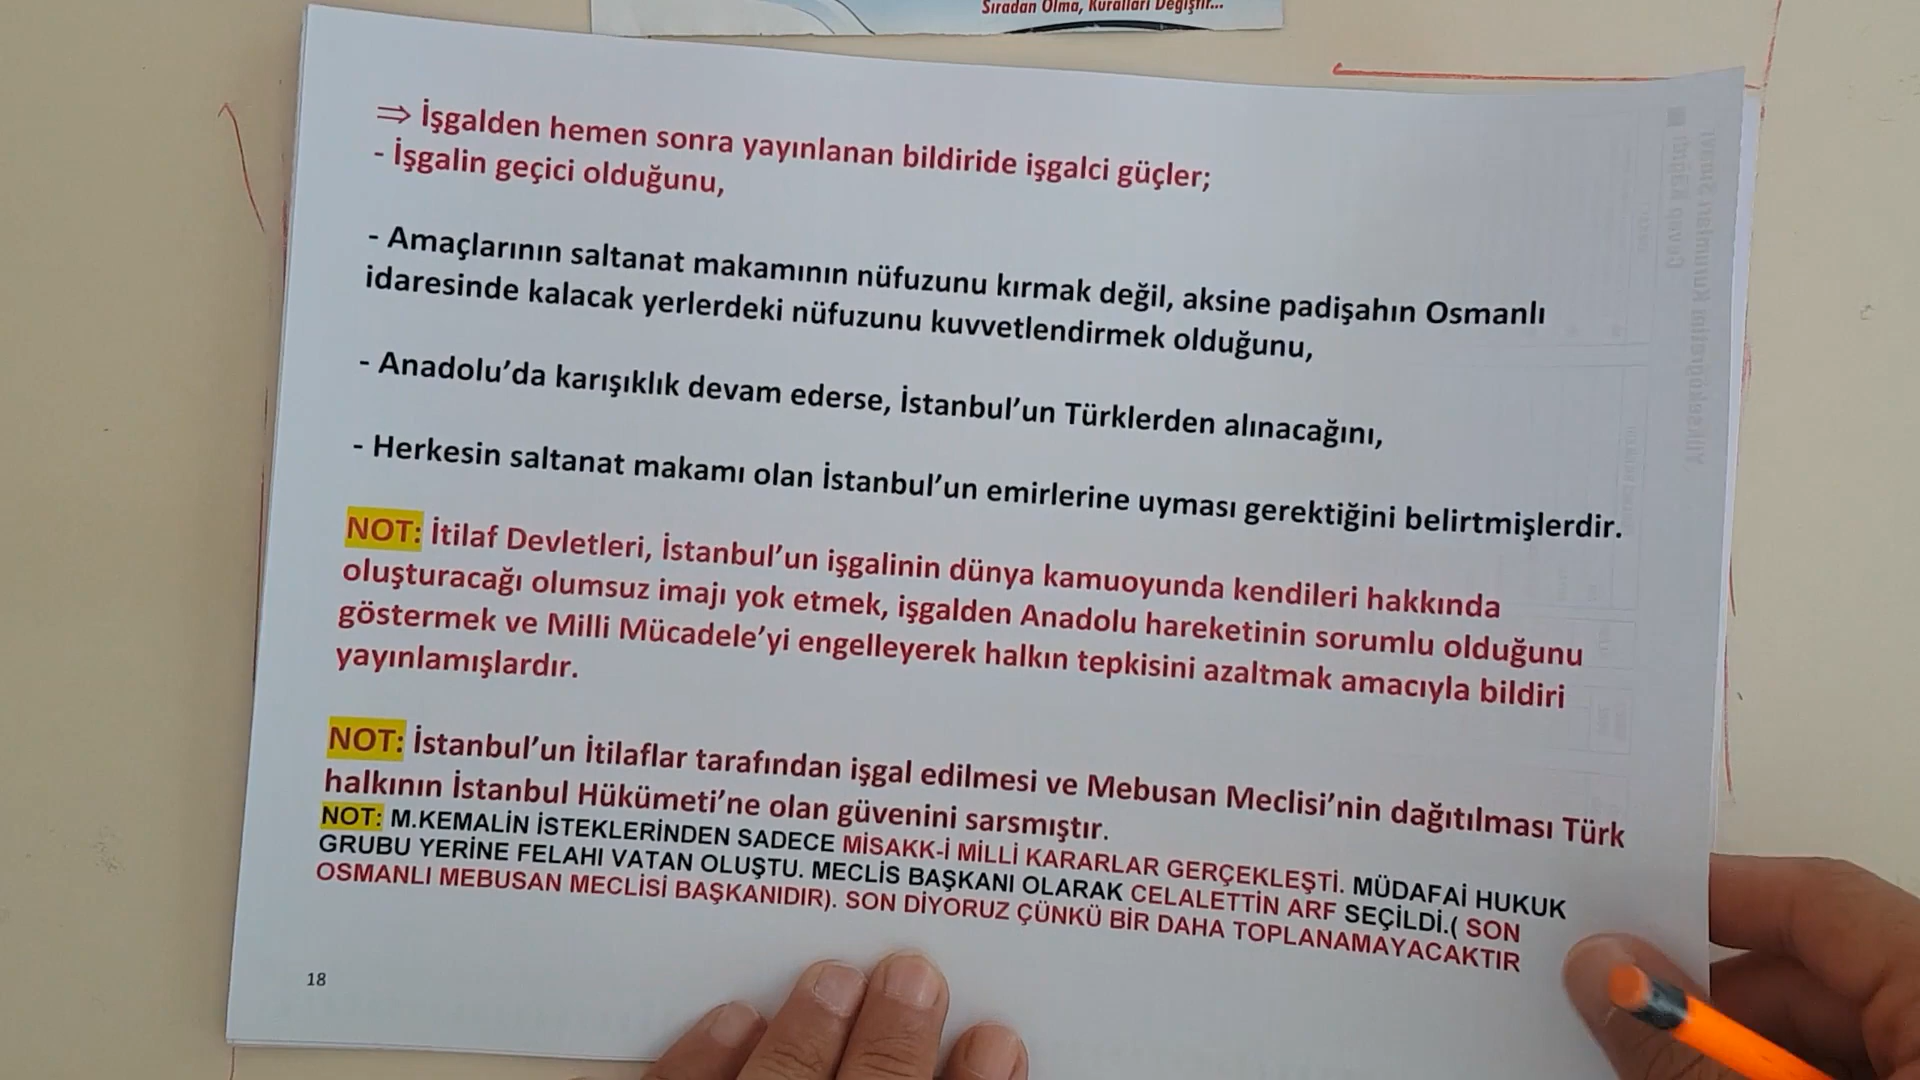 Sıradan Olma, Kuralları Değiştir...
⇒ İşgalden hemen sonra yayınlanan bildiride işgalci güçler;
- İşgalin geçici olduğunu,
- Amaçlarının saltanat makamının nüfuzunu kırmak değil, aksine padişahın Osmanlı
idaresinde kalacak yerlerdeki nüfuzunu kuvvetlendirmek olduğunu,
- Anadolu’da karışıklık devam ederse, İstanbul’un Türklerden alınacağını,
- Herkesin saltanat makamı olan İstanbul’un emirlerine uyması gerektiğini belirtmişlerdir.
NOT: İtilaf Devletleri, İstanbul’un işgalinin dünya kamuoyunda kendileri hakkında
oluşturacağı olumsuz imajı yok etmek, işgalden Anadolu hareketinin sorumlu olduğunu
göstermek ve Milli Mücadele’yi engelleyerek halkın tepkisini azaltmak amacıyla bildiri
yayınlamışlardır.
NOT: İstanbul’un İtilaflar tarafından işgal edilmesi ve Mebusan Meclisi’nin dağıtılması Türk
halkının İstanbul Hükümeti’ne olan güvenini sarsmıştır.
NOT: M.KEMALİN İSTEKLERİNDEN SADECE MİSAKK-İ MİLLİ KARARLAR GERÇEKLEŞTİ. MÜDAFAİ HUKUK
GRUBU YERİNE FELAHI VATAN OLUŞTU. MECLİS BAŞKANI OLARAK CELALETTİN ARF SEÇİLDİ.( SON
OSMANLI MEBUSAN MECLİSİ BAŞKANIDIR). SON DİYORUZ ÇÜNKÜ BİR DAHA TOPLANAMAYACAKTIR
18